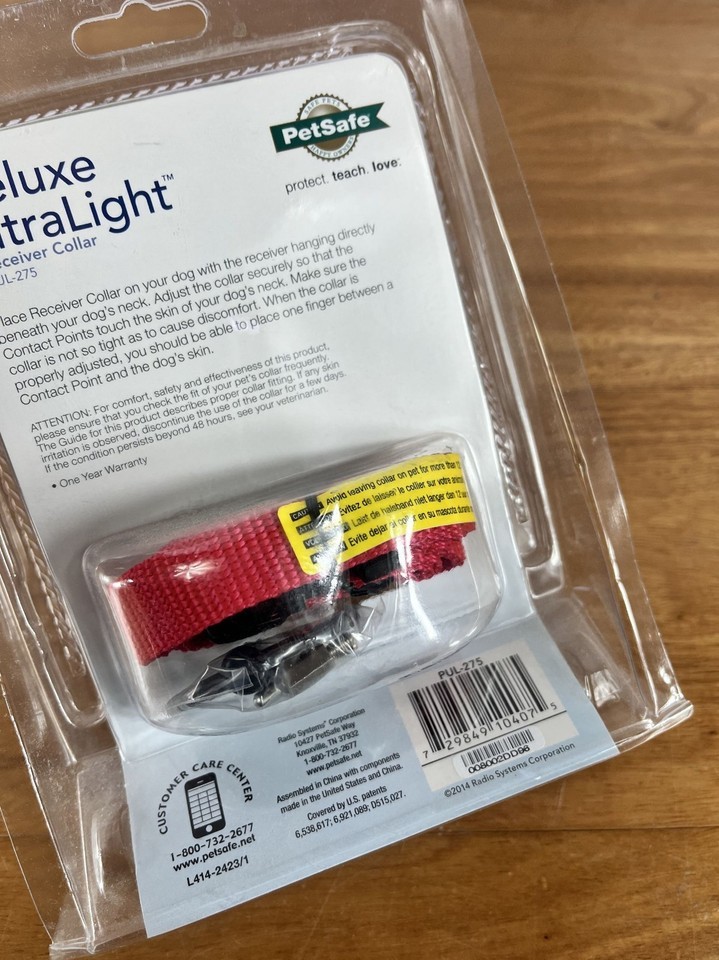 SAFE PETS
PetSafe®
HAPPY OWNERS
protect. teach. love.
eluxe
traLight™
eceiver Collar
UL-275
lace Receiver Collar on your dog with the receiver hanging directly
beneath your dog's neck. Adjust the collar securely so that the
Contact Points touch the skin of your dog's neck. Make sure the
collar is not so tight as to cause discomfort. When the collar is
properly adjusted, you should be able to place one finger between a
Contact Point and the dog's skin.
ATTENTION: For comfort, safety and effectiveness of this product,
please ensure that you check the fit of your pet's collar frequently.
The Guide for this product describes proper collar fitting. If any skin
irritation is observed, discontinue the use of the collar for a few days.
If the condition persists beyond 48 hours, see your veterinarian.
• One Year Warranty
Avoid leaving collar on pet for more than
Évitez de laisser le collier sur votre
Laat de halsband niet langer dan 12
Evite dejar el collar en su mascota
Radio Systems® Corporation
10427 PetSafe Way
Knoxville, TN 37932
1-800-732-2677
www.petsafe.net
Assembled in China with components
made in the United States and China.
Covered by U.S. patents
6,538,617; 6,921,089; D515,027.
CUSTOMER CARE CENTER
1-800-732-2677
www.petsafe.net
L414-2423/1
PUL-275
7 29849 10407 5
008002DD98
©2014 Radio Systems Corporation